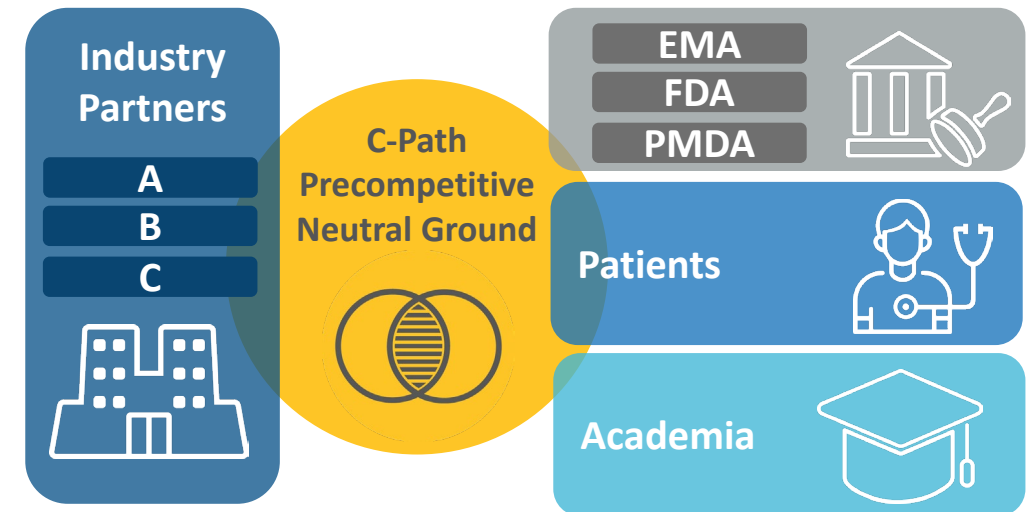 Industry
Partners
A
B
C
C-Path
Precompetitive
Neutral Ground
EMA
FDA
PMDA
Patients
Academia